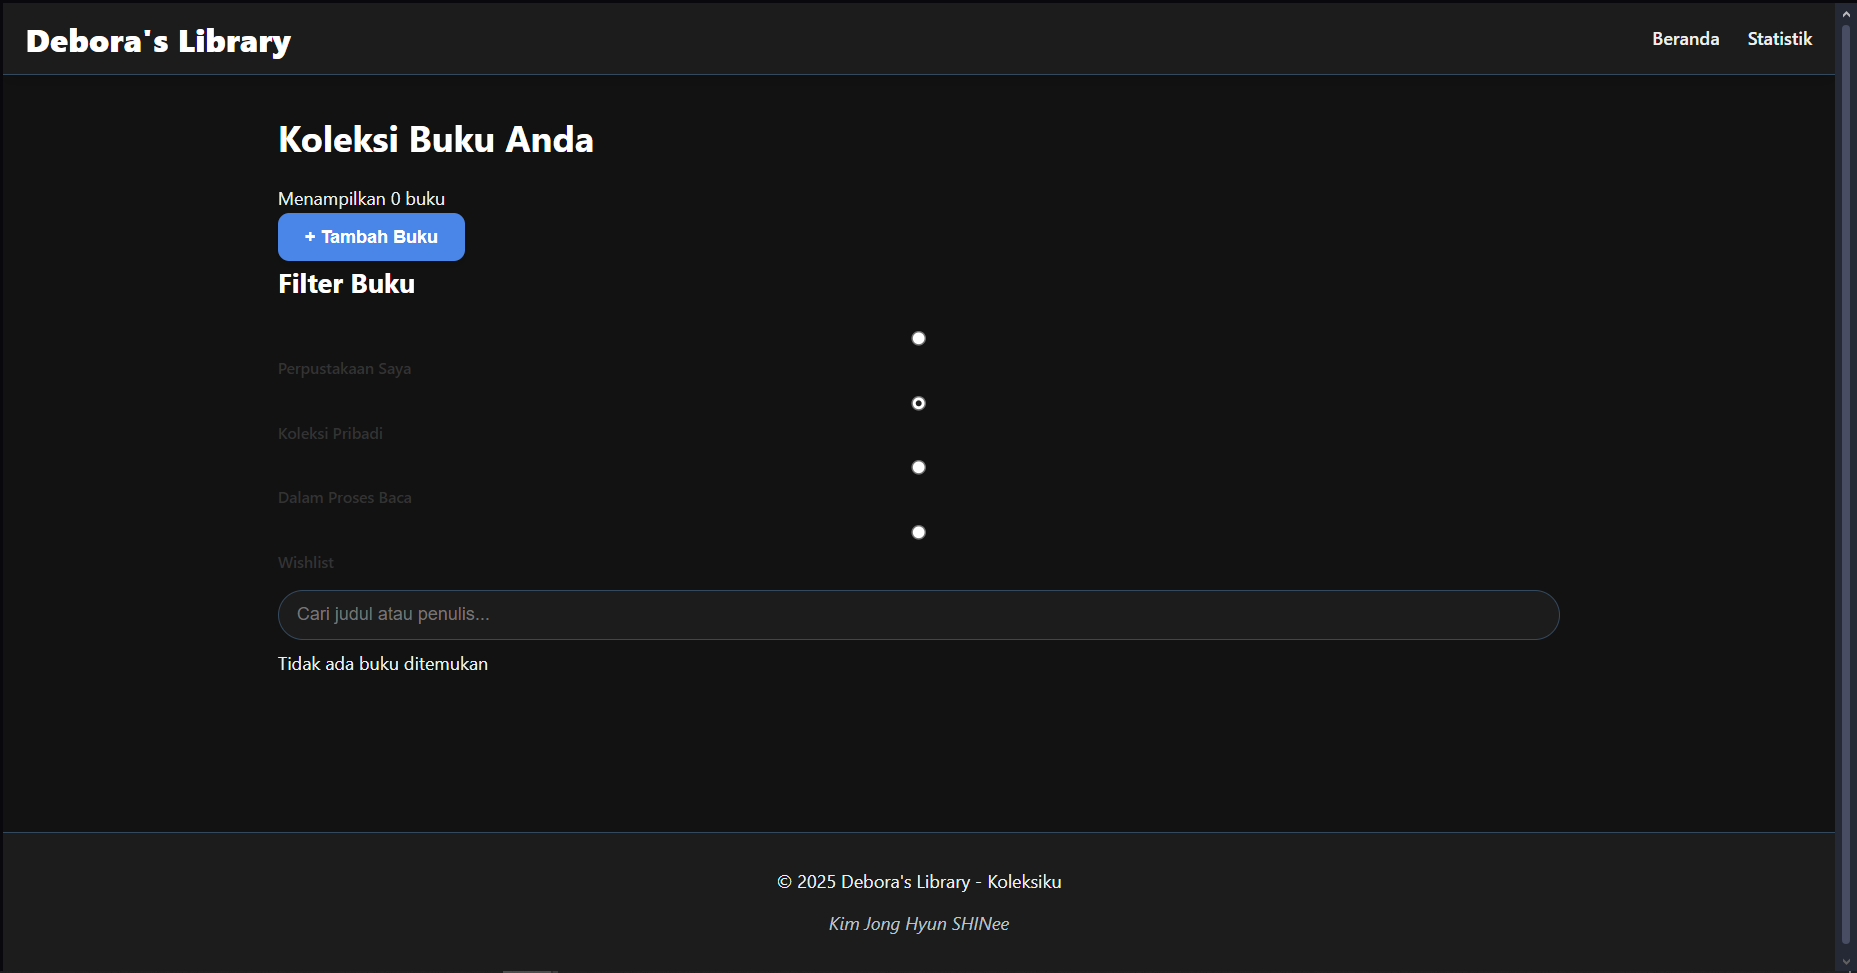 Debora's Library
Beranda Statistik
Koleksi Buku Anda
Menampilkan 0 buku
+ Tambah Buku
Filter Buku
Perpustakaan Saya
Koleksi Pribadi
Dalam Proses Baca
Wishlist
Cari judul atau penulis...
Tidak ada buku ditemukan
© 2025 Debora's Library - Koleksiku
Kim Jong Hyun SHINee